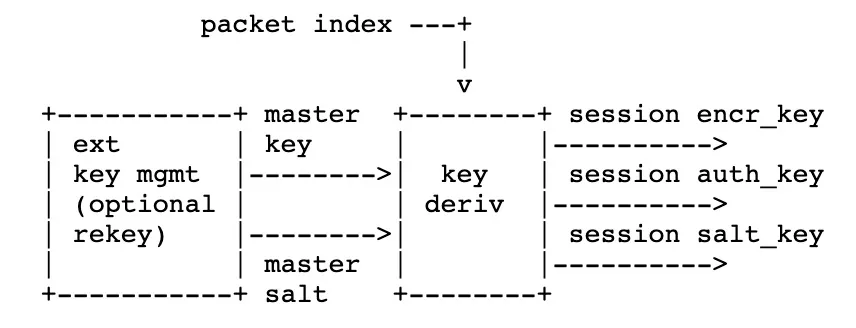 packet index ---+
                |
                v
+-----------+ master  +--------+ session encr_key
| ext       | key     |        |---------->
| key mgmt  |-------->|  key   | session auth_key
| (optional |         | deriv  |---------->
| rekey)    |-------->|        | session salt_key
|           | master  |        |---------->
+-----------+ salt    +--------+